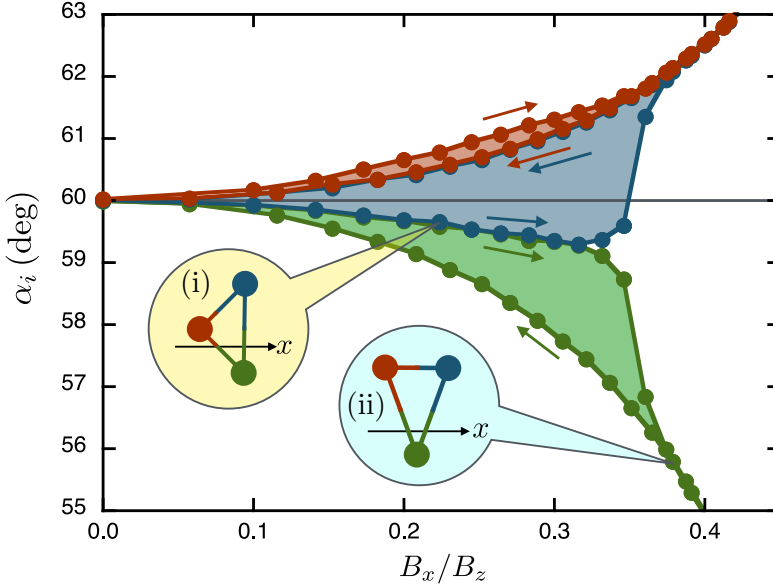 63
62
61
60
59
58
57
56
55
α_i (deg)
(i)
x
(ii)
x
0.0
0.1
0.2
0.3
0.4
B_x/B_z